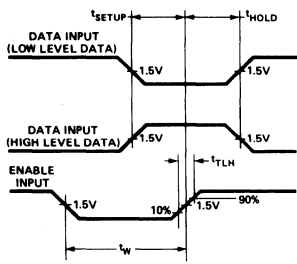 tSETUP
tHOLD
DATA INPUT
(LOW LEVEL DATA)
1.5V
1.5V
DATA INPUT
(HIGH LEVEL DATA)
1.5V
1.5V
tTLH
ENABLE
INPUT
90%
1.5V
10%
1.5V
tW